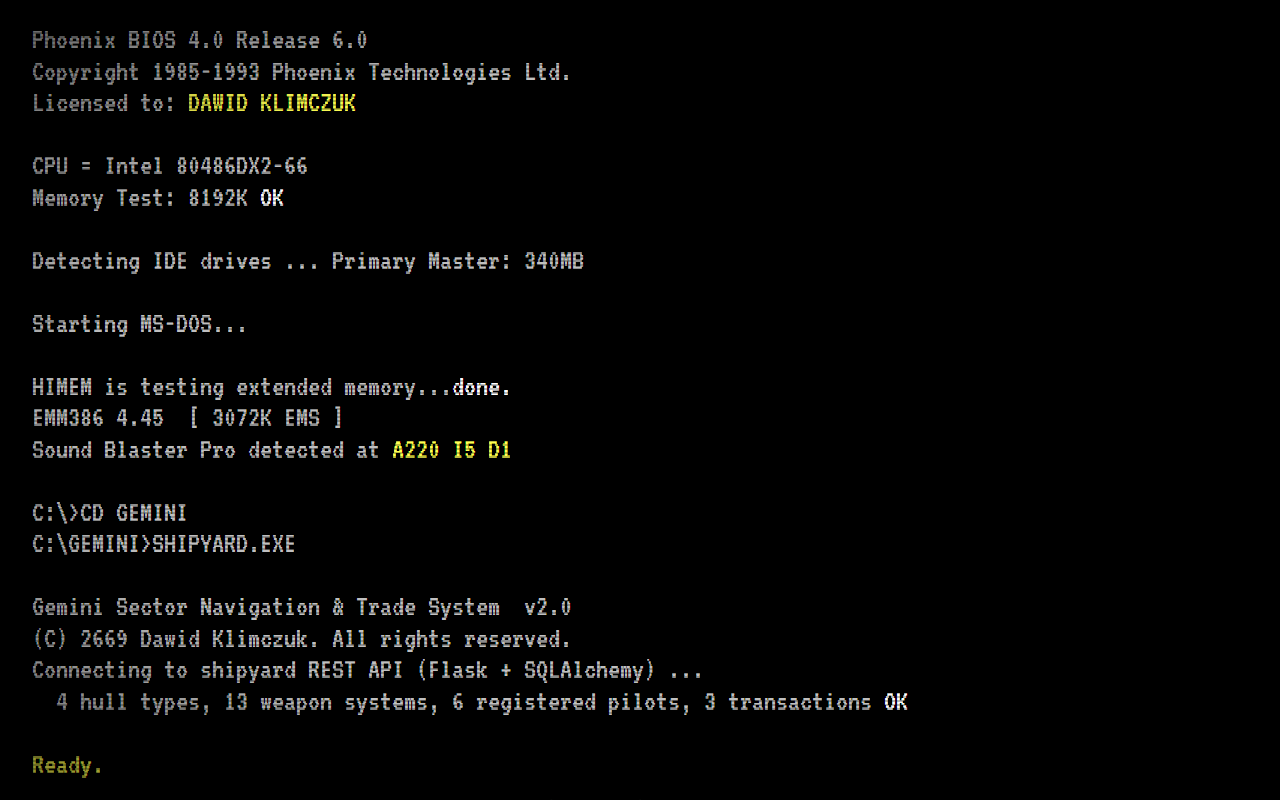 Phoenix BIOS 4.0 Release 6.0
Copyright 1985-1993 Phoenix Technologies Ltd.
Licensed to: DAWID KLIMCZUK
CPU = Intel 80486DX2-66
Memory Test: 8192K OK
Detecting IDE drives ... Primary Master: 340MB
Starting MS-DOS...
HIMEM is testing extended memory...done.
EMM386 4.45  [ 3072K EMS ]
Sound Blaster Pro detected at A220 I5 D1
C:\>CD GEMINI
C:\GEMINI>SHIPYARD.EXE
Gemini Sector Navigation & Trade System  v2.0
(C) 2669 Dawid Klimczuk. All rights reserved.
Connecting to shipyard REST API (Flask + SQLAlchemy) ...
  4 hull types, 13 weapon systems, 6 registered pilots, 3 transactions OK
Ready.